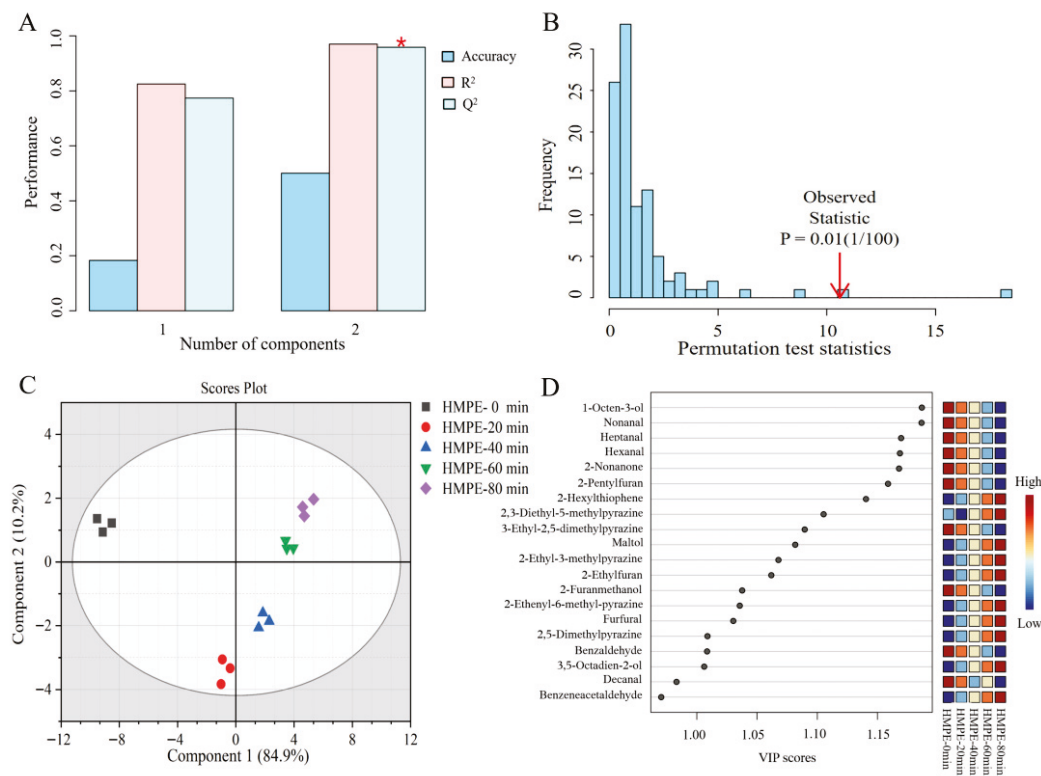 A
Performance
1.0
0.8
0.6
0.4
0.2
0.0
*
Accuracy
R²
Q²
1
2
Number of components
B
Frequency
30
25
20
15
10
5
0
Observed
Statistic
P = 0.01(1/100)
0
5
10
15
Permutation test statistics
C
Scores Plot
Component 2 (10.2%)
4
2
0
−2
−4
−12
−8
−4
0
4
8
12
Component 1 (84.9%)
HMPE- 0 min
HMPE-20 min
HMPE-40 min
HMPE-60 min
HMPE-80 min
D
1-Octen-3-ol
Nonanal
Heptanal
Hexanal
2-Nonanone
2-Pentylfuran
2-Hexylthiophene
2,3-Diethyl-5-methylpyrazine
3-Ethyl-2,5-dimethylpyrazine
Maltol
2-Ethyl-3-methylpyrazine
2-Ethylfuran
2-Furanmethanol
2-Ethenyl-6-methyl-pyrazine
Furfural
2,5-Dimethylpyrazine
Benzaldehyde
3,5-Octadien-2-ol
Decanal
Benzeneacetaldehyde
1.00
1.05
1.10
1.15
VIP scores
HMPE-0min
HMPE-20min
HMPE-40min
HMPE-60min
HMPE-80min
High
Low